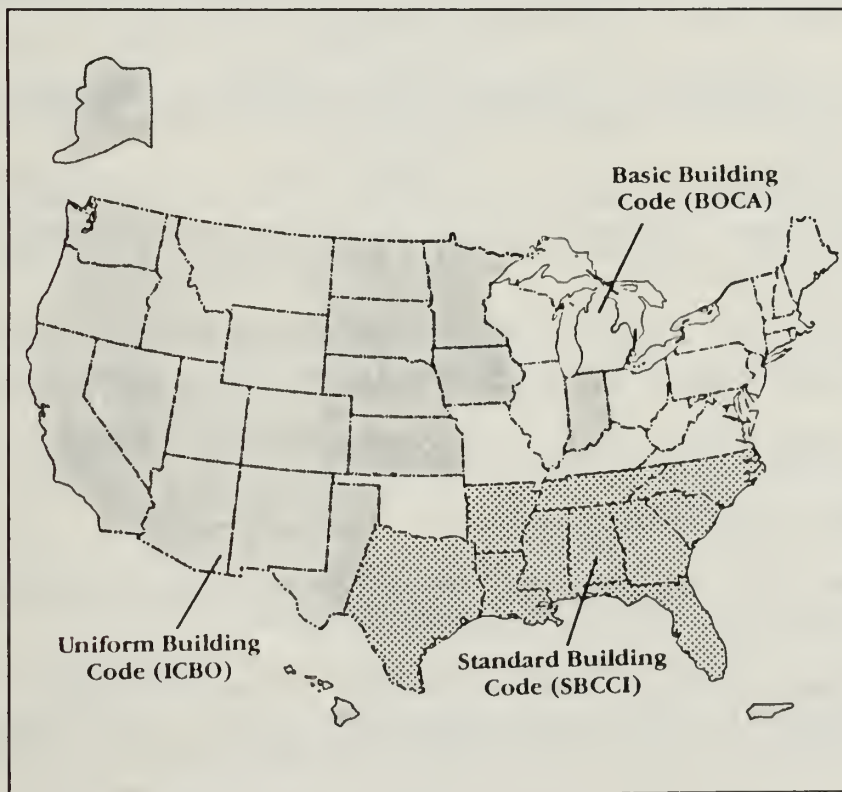 Basic Building
Code (BOCA)
Uniform Building
Code (ICBO)
Standard Building
Code (SBCCI)